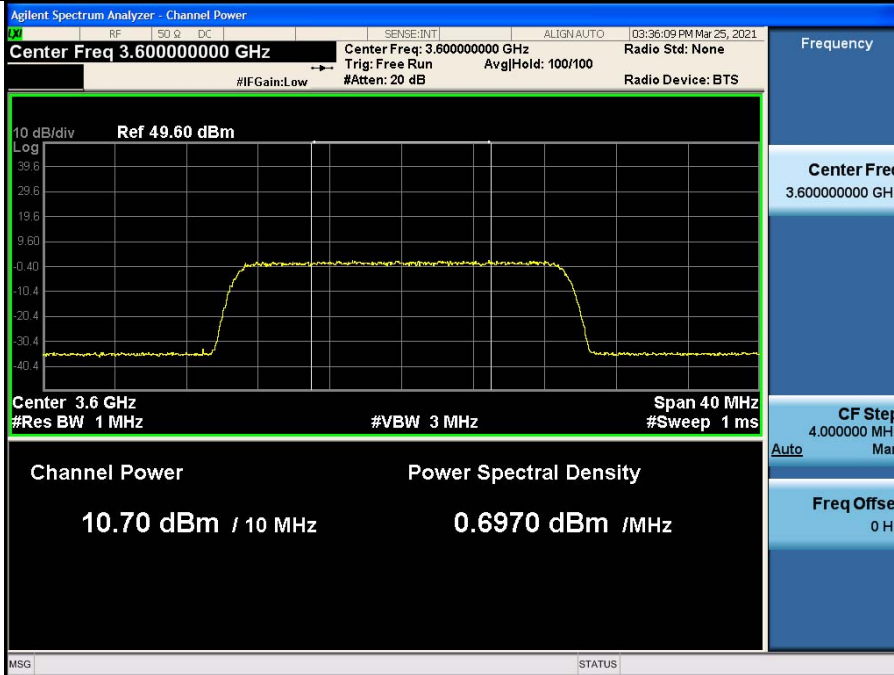 Agilent Spectrum Analyzer - Channel Power
LXI RF 50 Ω DC SENSE:INT ALIGN AUTO 03:36:09 PM Mar 25, 2021
Center Freq 3.600000000 GHz
Center Freq: 3.600000000 GHz
Radio Std: None
Trig: Free Run Avg|Hold: 100/100
#IFGain:Low
#Atten: 20 dB
Radio Device: BTS
10 dB/div Ref 49.60 dBm
Log
39.6
29.6
19.6
9.60
-0.40
-10.4
-20.4
-30.4
-40.4
Center 3.6 GHz
Span 40 MHz
#Res BW 1 MHz
#VBW 3 MHz
#Sweep 1 ms
Channel Power
Power Spectral Density
10.70 dBm / 10 MHz
0.6970 dBm /MHz
MSG
STATUS
Frequency
Center Fre
3.600000000 GH
CF Step
4.000000 MH
Auto Mar
Freq Offse
0 H